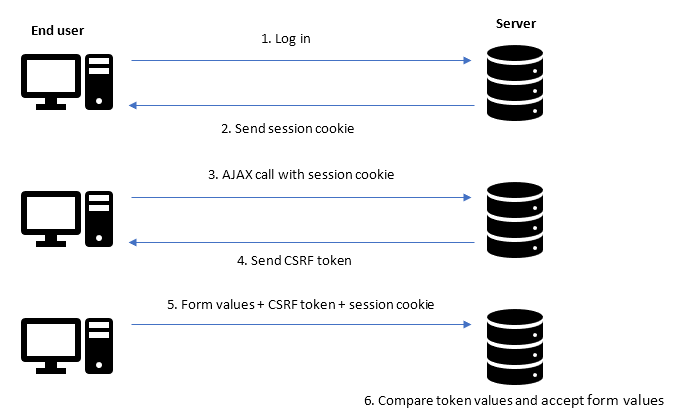 End user
Server
1. Log in
2. Send session cookie
3. AJAX call with session cookie
4. Send CSRF token
5. Form values + CSRF token + session cookie
6. Compare token values and accept form values